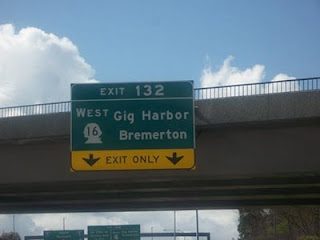 EXIT 132
WEST Gig Harbor
16 Bremerton
EXIT ONLY